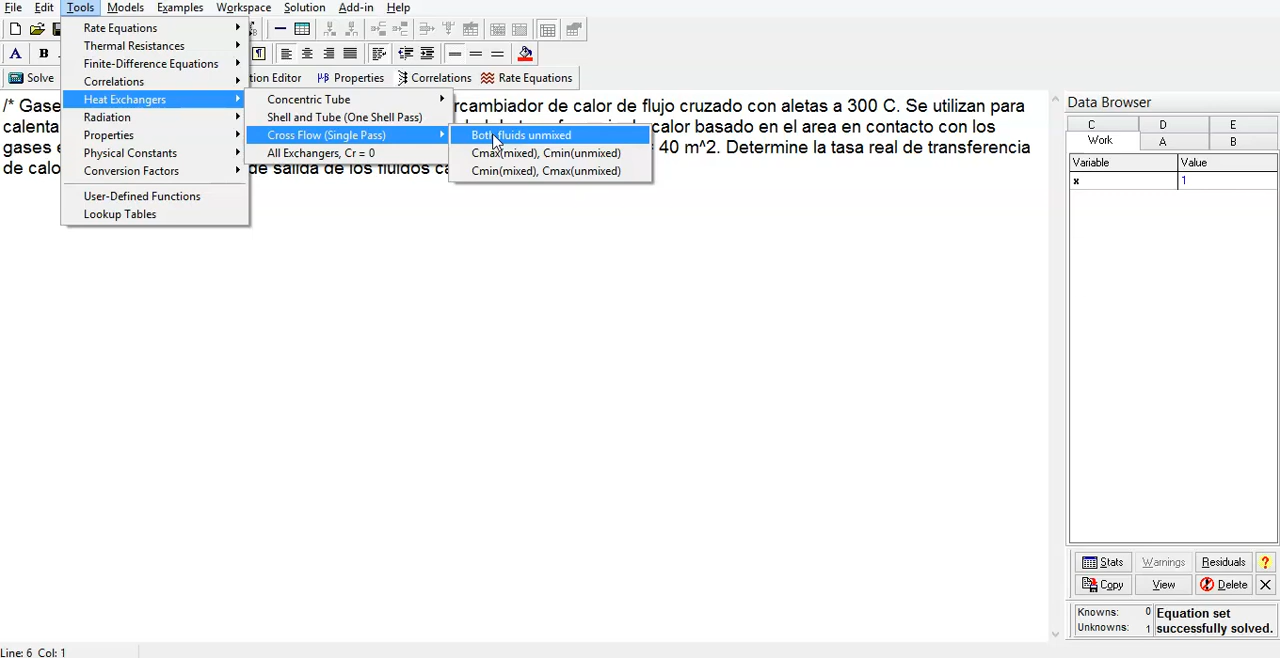 File Edit Tools Models Examples Workspace Solution Add-in Help
Rate Equations
Thermal Resistances
A B Finite-Difference Equations
Solve Correlations tion Editor Properties Correlations Rate Equations
Heat Exchangers
Radiation
Properties
Physical Constants
Conversion Factors
User-Defined Functions
Lookup Tables
Concentric Tube
Shell and Tube (One Shell Pass)
Cross Flow (Single Pass)
All Exchangers, Cr = 0
Both fluids unmixed
Cmax(mixed), Cmin(unmixed)
Cmin(mixed), Cmax(unmixed)
/* Gase rcambiador de calor de flujo cruzado con aletas a 300 C. Se utilizan para
calenta calor basado en el area en contacto con los
gases e = 40 m^2. Determine la tasa real de transferencia
de calo de salida de los fluidos ca
Data Browser
C D E
Work A B
Variable Value
x 1
Stats Warnings Residuals ?
Copy View Delete X
Knowns: 0
Unknowns: 1
Equation set
successfully solved.
Line: 6 Col: 1